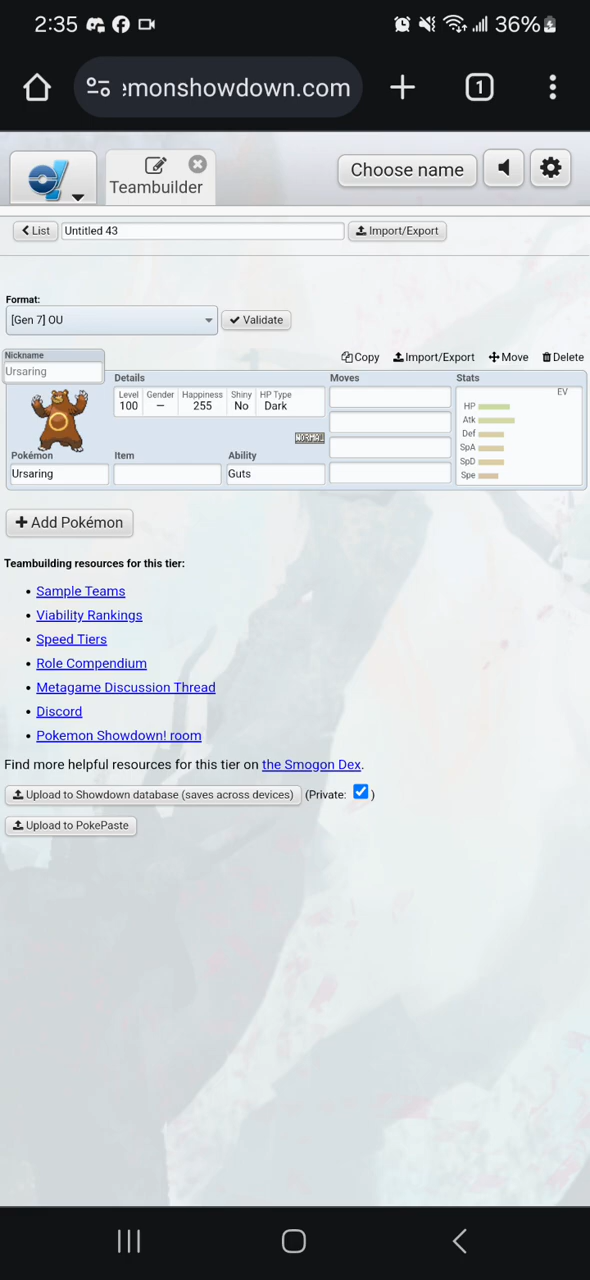 2:35 36%
:monshowdown.com 1
Teambuilder Choose name
List Untitled 43 Import/Export
Format:
[Gen 7] OU Validate
Nickname Copy Import/Export Move Delete
Ursaring
Details Moves Stats
Level Gender Happiness Shiny HP Type EV
100 — 255 No Dark
HP
Atk
Def
SpA
SpD
Spe
NORMAL
Pokémon Item Ability
Ursaring Guts
Add Pokémon
Teambuilding resources for this tier:
• Sample Teams
• Viability Rankings
• Speed Tiers
• Role Compendium
• Metagame Discussion Thread
• Discord
• Pokemon Showdown! room
Find more helpful resources for this tier on the Smogon Dex.
Upload to Showdown database (saves across devices) (Private: )
Upload to PokePaste